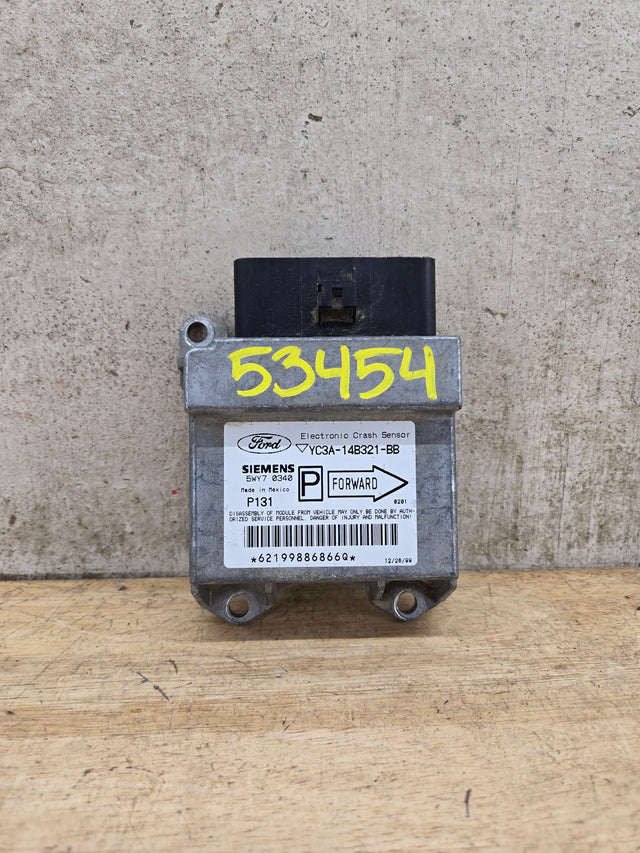 53454
Ford
Electronic Crash Sensor
YC3A-14B321-BB
SIEMENS
5WY7 0340
Made in Mexico
P131
P
FORWARD
0201
DISASSEMBLY OF MODULE FROM VEHICLE MAY ONLY BE DONE BY AUTH-
ORIZED SERVICE PERSONNEL. DANGER OF INJURY AND MALFUNCTION!
*62199886866Q*
12/26/99